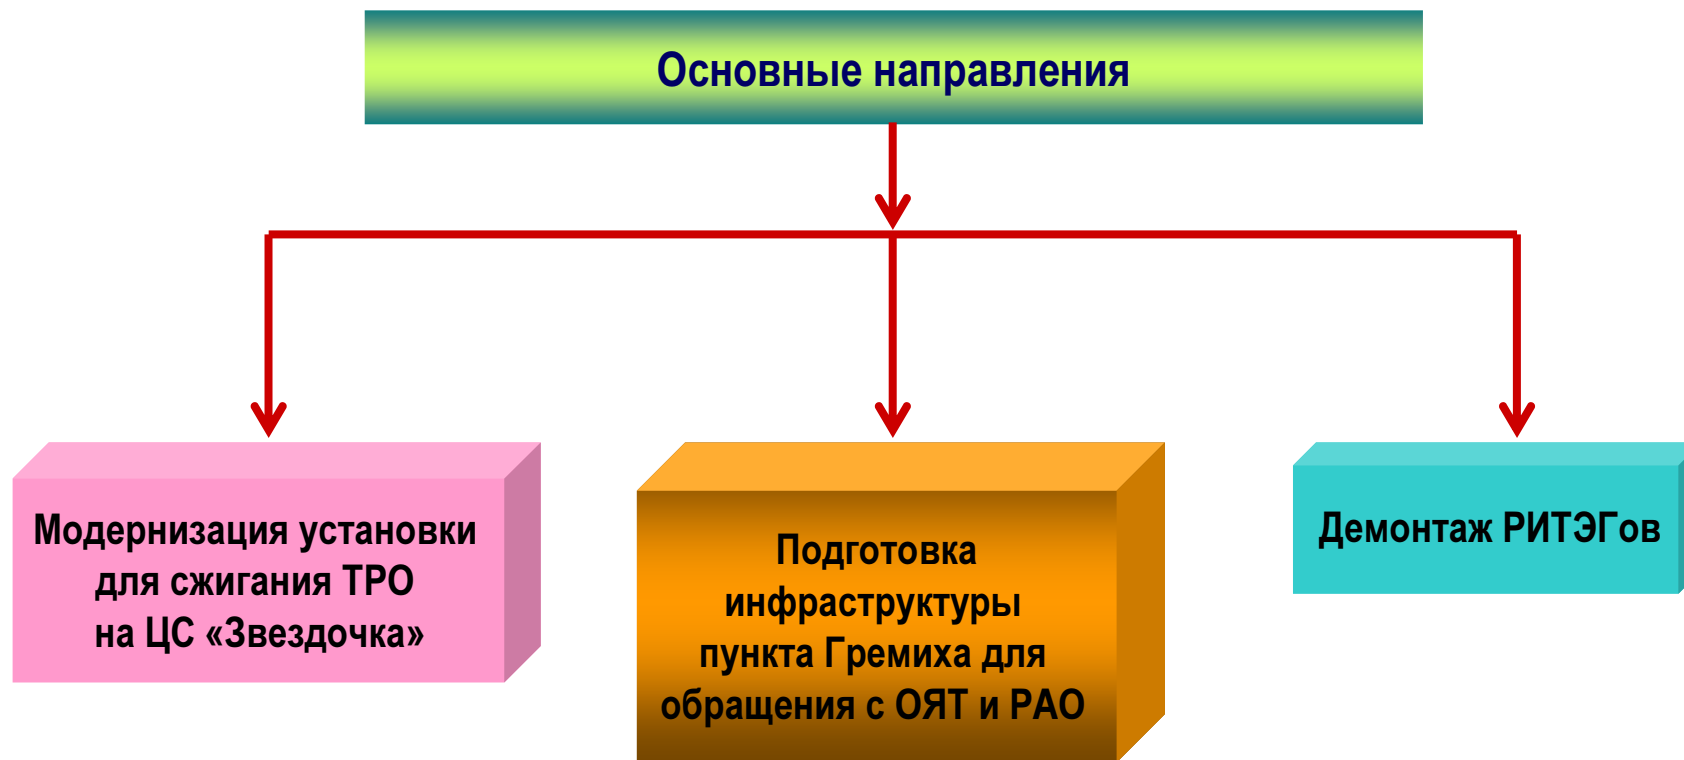 Основные направления
Модернизация установки
для сжигания ТРО
на ЦС «Звездочка»
Подготовка
инфраструктуры
пункта Гремиха для
обращения с ОЯТ и РАО
Демонтаж РИТЭГов